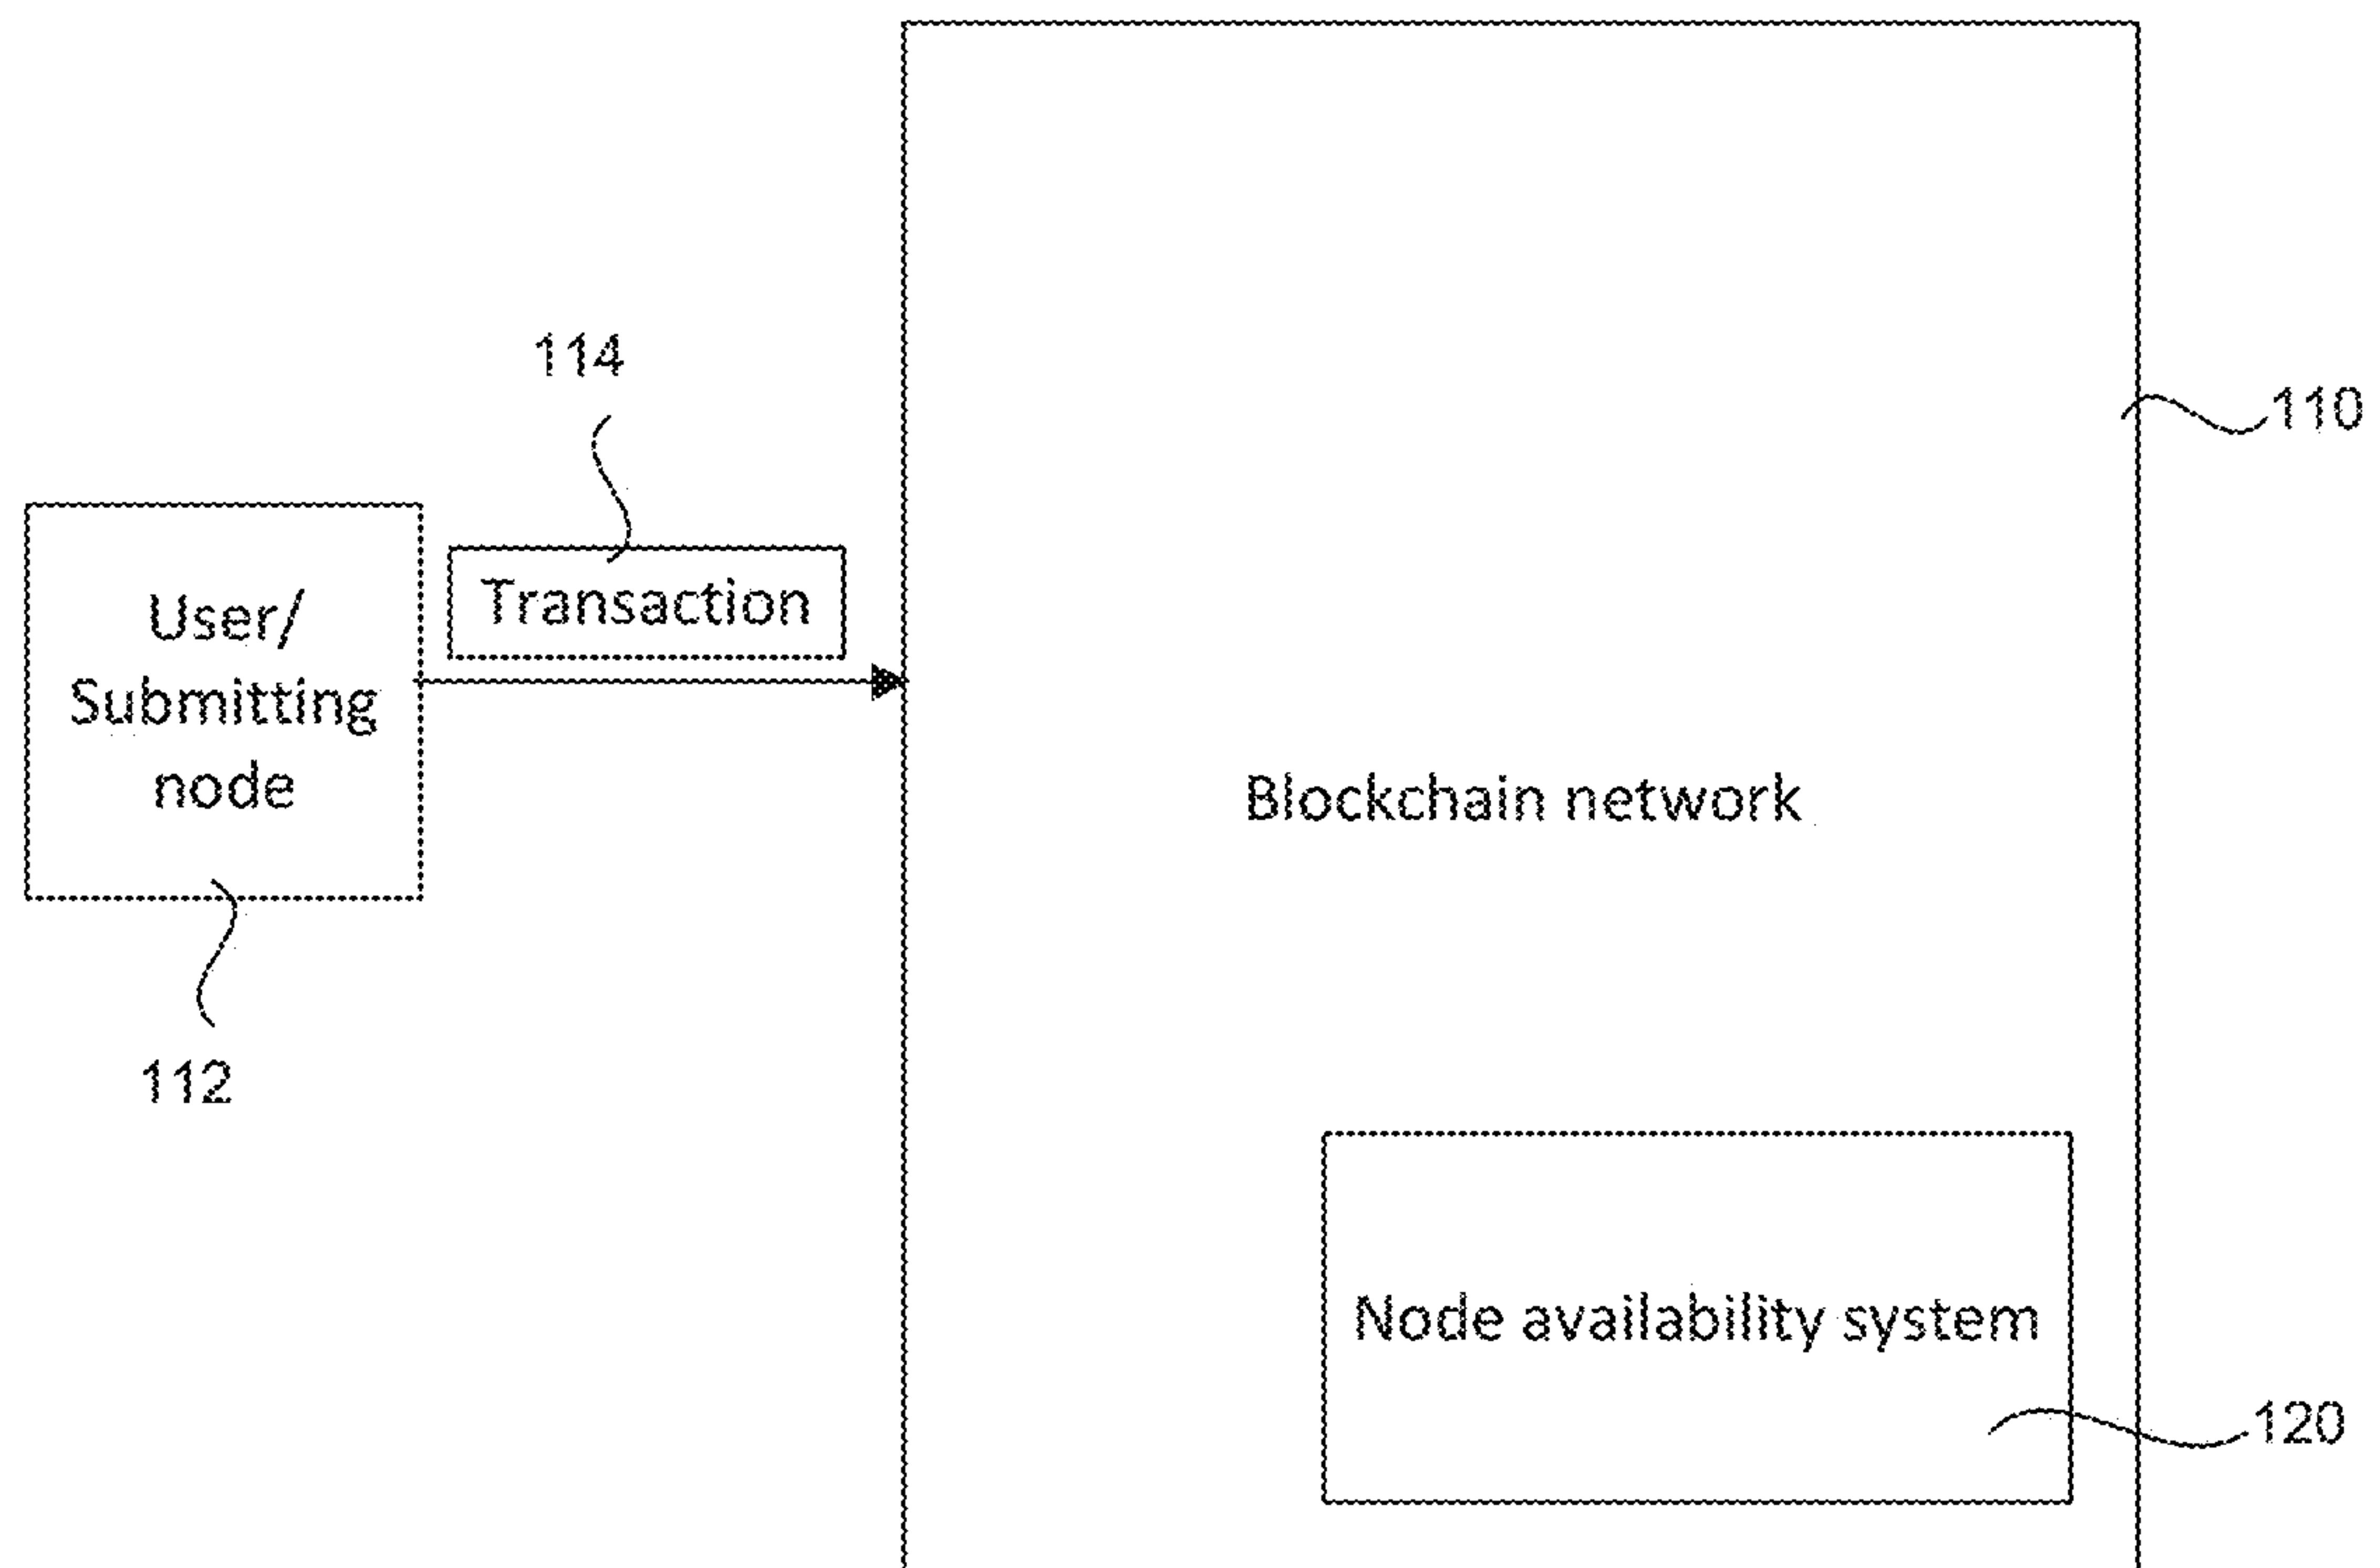 114
110
Transaction
User/
Submitting
node
Blockchain network
112
Node availability system
120